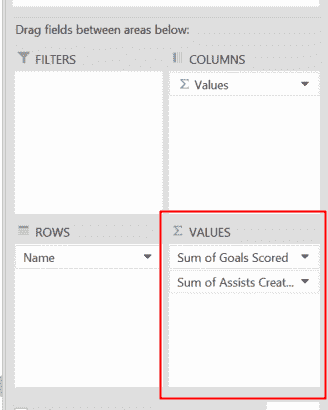 Drag fields between areas below:
FILTERS
COLUMNS
Σ Values
ROWS
Σ VALUES
Name
Sum of Goals Scored
Sum of Assists Creat...